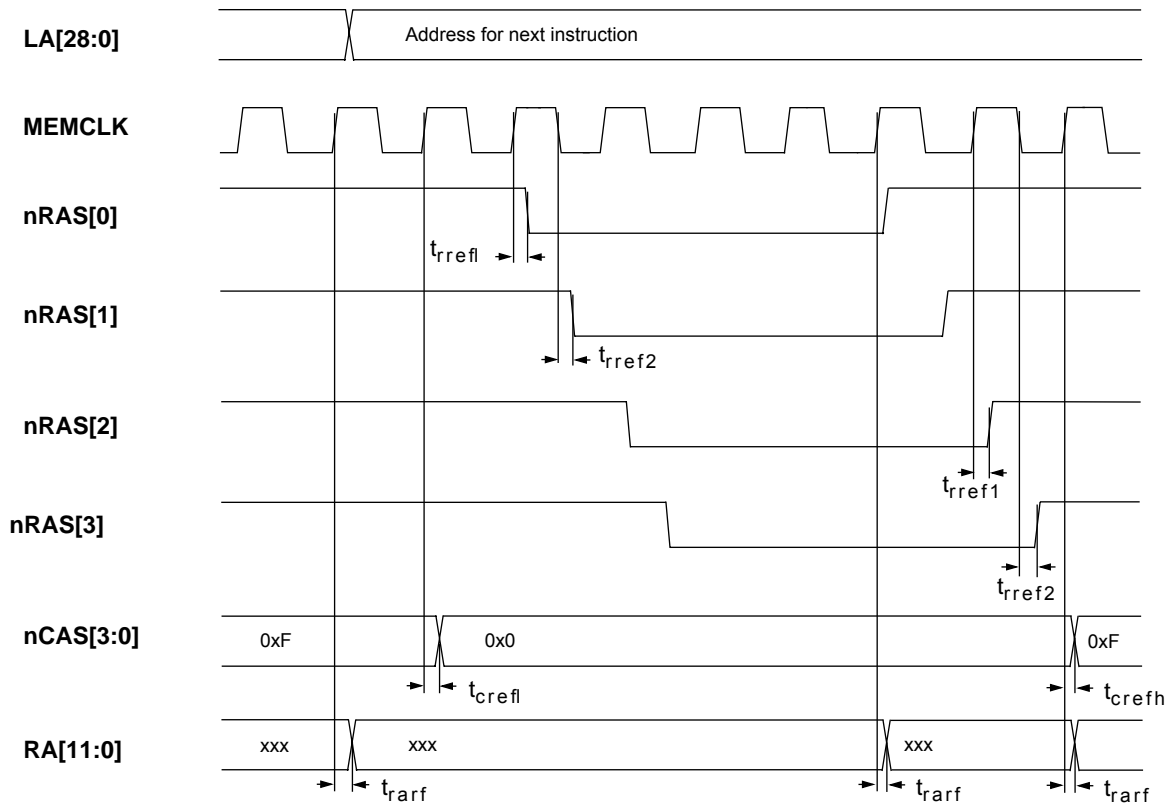 LA[28:0]
Address for next instruction
MEMCLK
nRAS[0]
trrefl
nRAS[1]
trref2
nRAS[2]
trref1
nRAS[3]
trref2
nCAS[3:0]
0xF
0x0
0xF
tcrefl
tcrefh
RA[11:0]
xxx
xxx
xxx
trarf
trarf
trarf